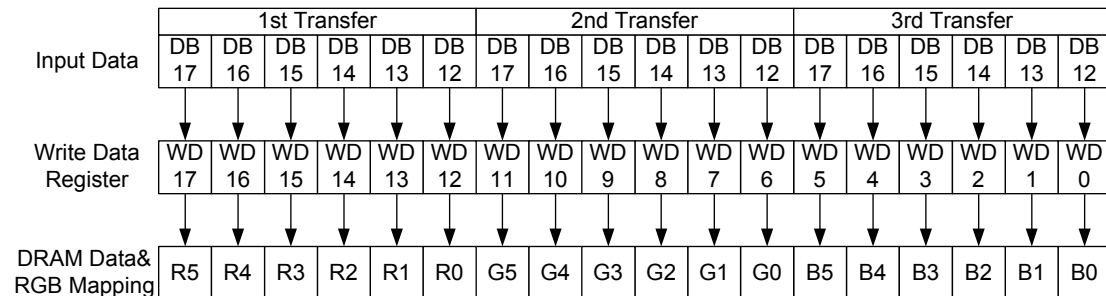 1st Transfer 2nd Transfer 3rd Transfer
Input Data
DB DB DB DB DB DB DB DB DB DB DB DB DB DB DB DB DB DB
17 16 15 14 13 12 17 16 15 14 13 12 17 16 15 14 13 12
Write Data
Register
WD WD WD WD WD WD WD WD WD WD WD WD WD WD WD WD WD WD
17 16 15 14 13 12 11 10 9 8 7 6 5 4 3 2 1 0
DRAM Data&
RGB Mapping
R5 R4 R3 R2 R1 R0 G5 G4 G3 G2 G1 G0 B5 B4 B3 B2 B1 B0